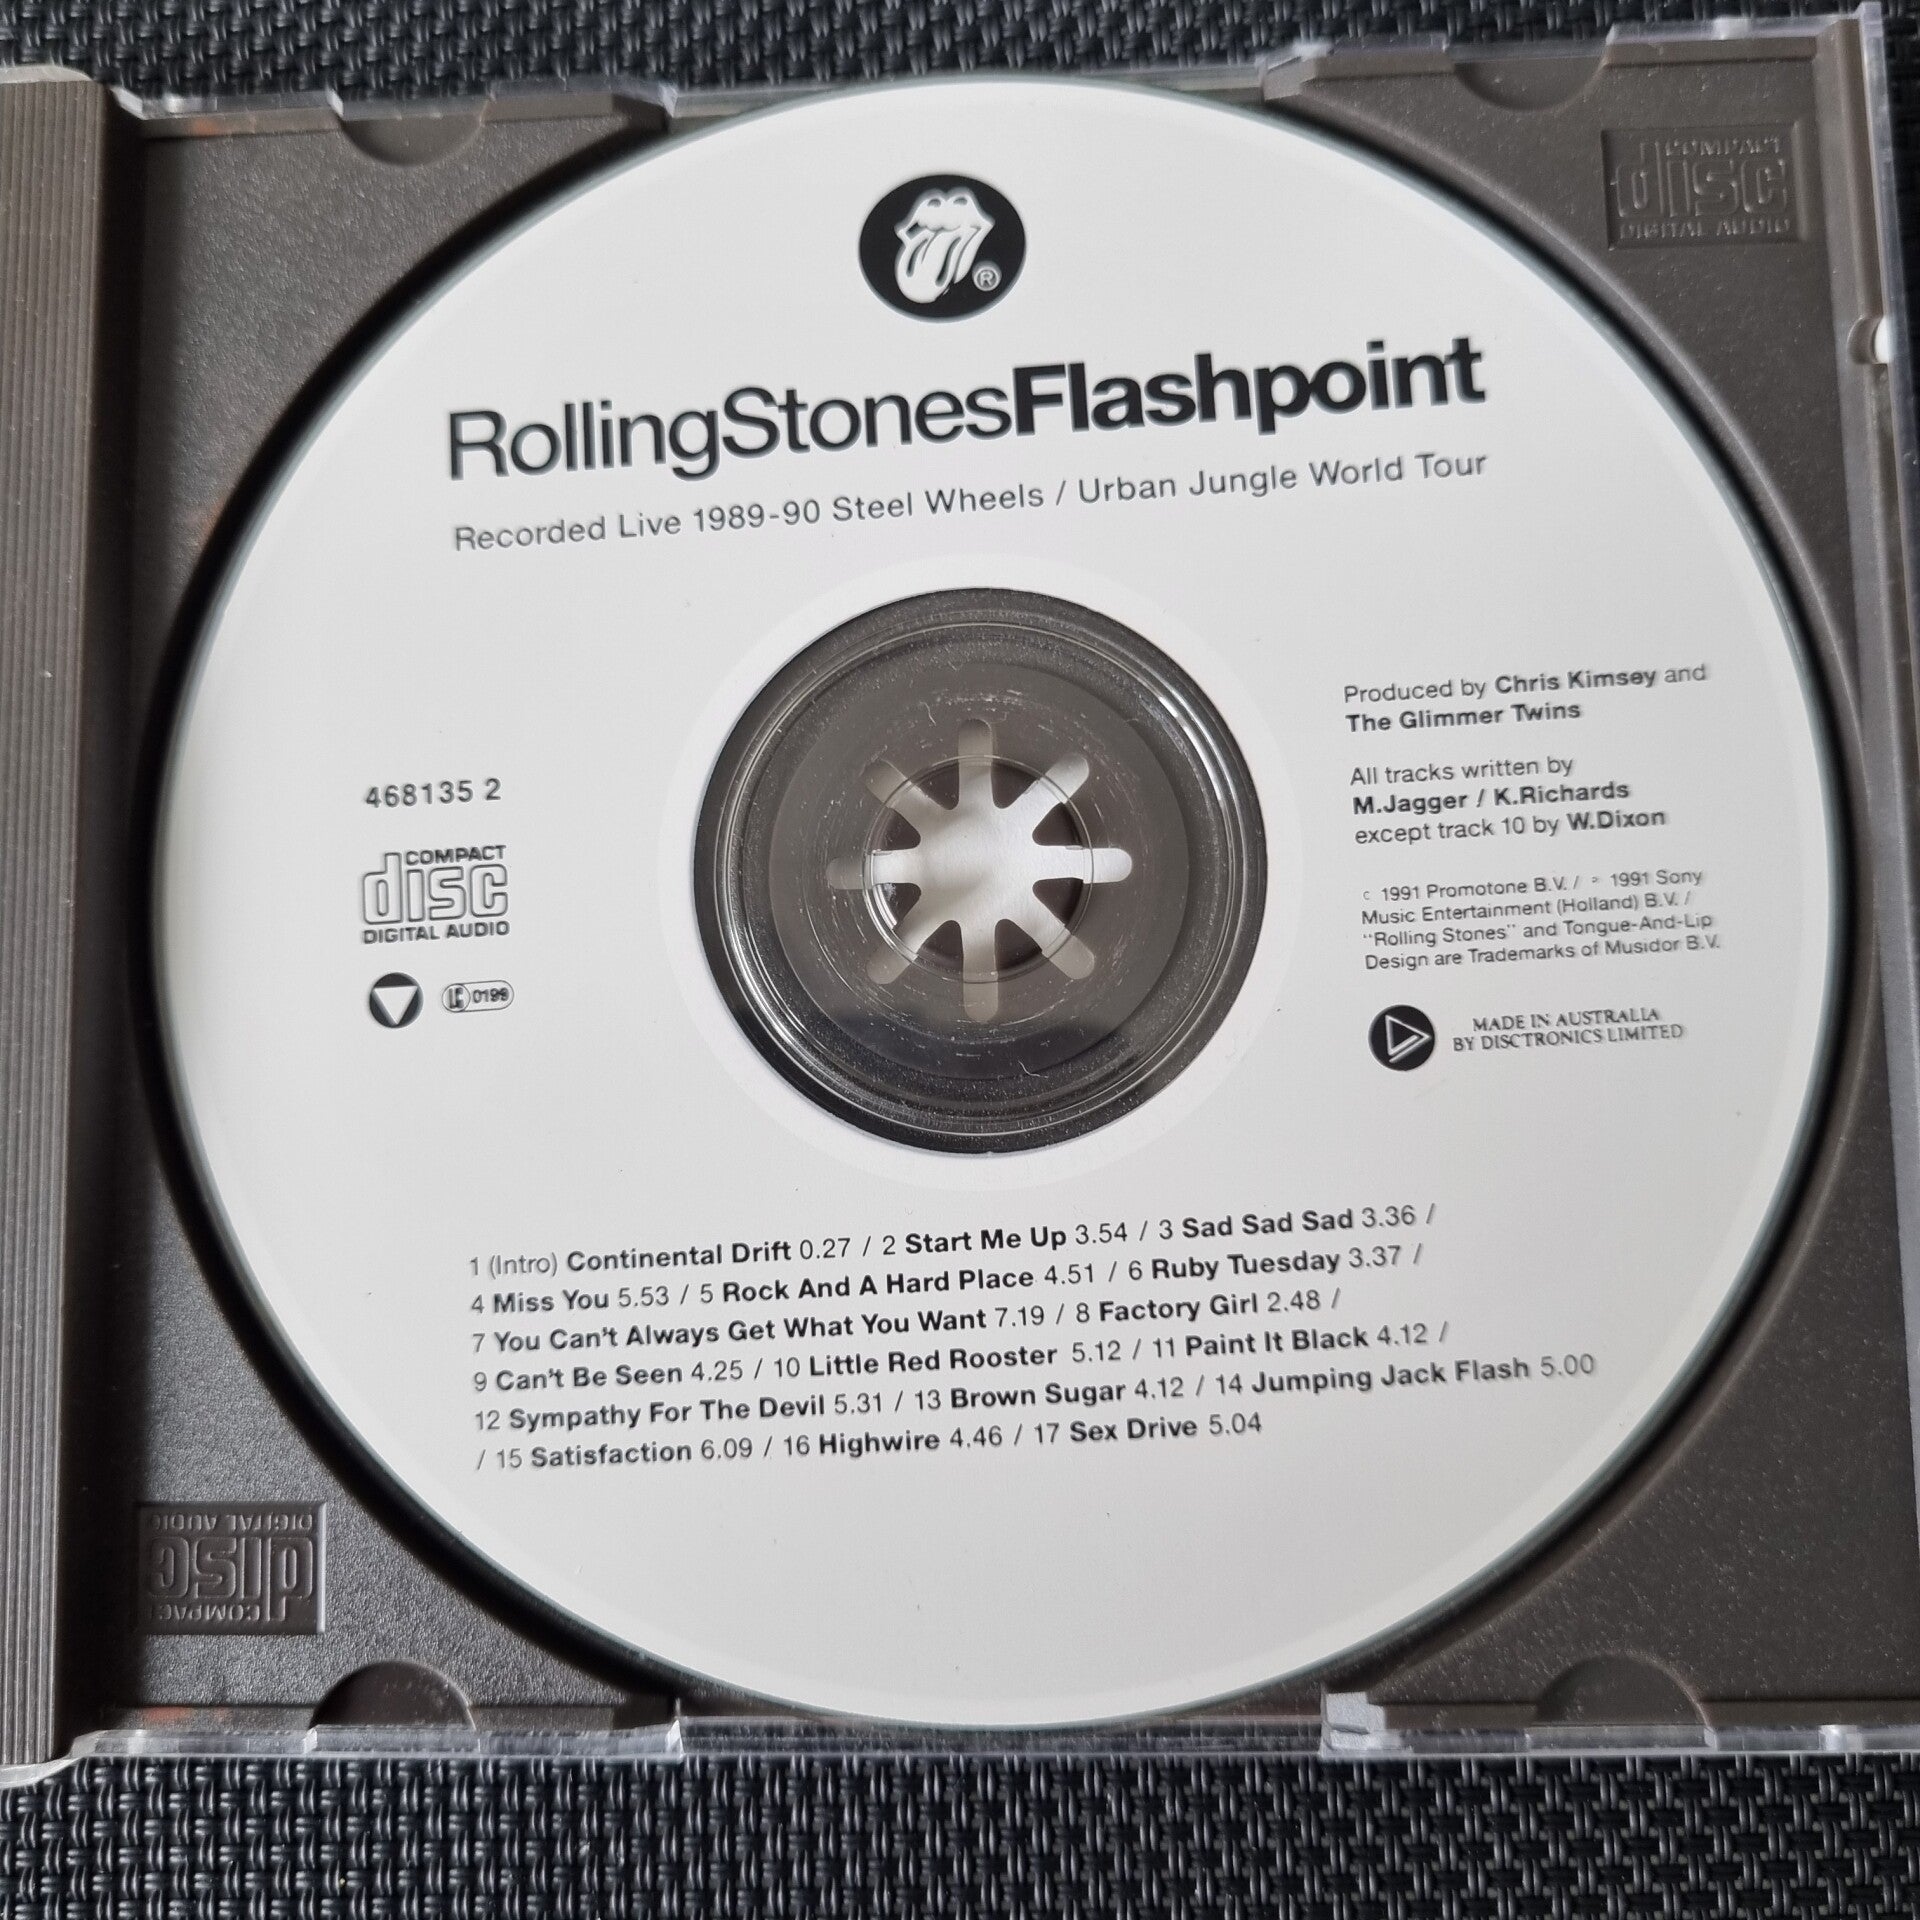 COMPACT
disc
DIGITAL AUDIO
®
RollingStonesFlashpoint
Recorded Live 1989-90 Steel Wheels / Urban Jungle World Tour
Produced by Chris Kimsey and
The Glimmer Twins
All tracks written by
M.Jagger / K.Richards
except track 10 by W.Dixon
c 1991 Promotone B.V. / ℗ 1991 Sony
Music Entertainment (Holland) B.V. /
"Rolling Stones" and Tongue-And-Lip
Design are Trademarks of Musidor B.V.
MADE IN AUSTRALIA
BY DISCTRONICS LIMITED
468135 2
COMPACT
disc
DIGITAL AUDIO
LC 0199
1 (Intro) Continental Drift 0.27 / 2 Start Me Up 3.54 / 3 Sad Sad Sad 3.36 /
4 Miss You 5.53 / 5 Rock And A Hard Place 4.51 / 6 Ruby Tuesday 3.37 /
7 You Can't Always Get What You Want 7.19 / 8 Factory Girl 2.48 /
9 Can't Be Seen 4.25 / 10 Little Red Rooster 5.12 / 11 Paint It Black 4.12 /
12 Sympathy For The Devil 5.31 / 13 Brown Sugar 4.12 / 14 Jumping Jack Flash 5.00
/ 15 Satisfaction 6.09 / 16 Highwire 4.46 / 17 Sex Drive 5.04
COMPACT
disc
DIGITAL AUDIO